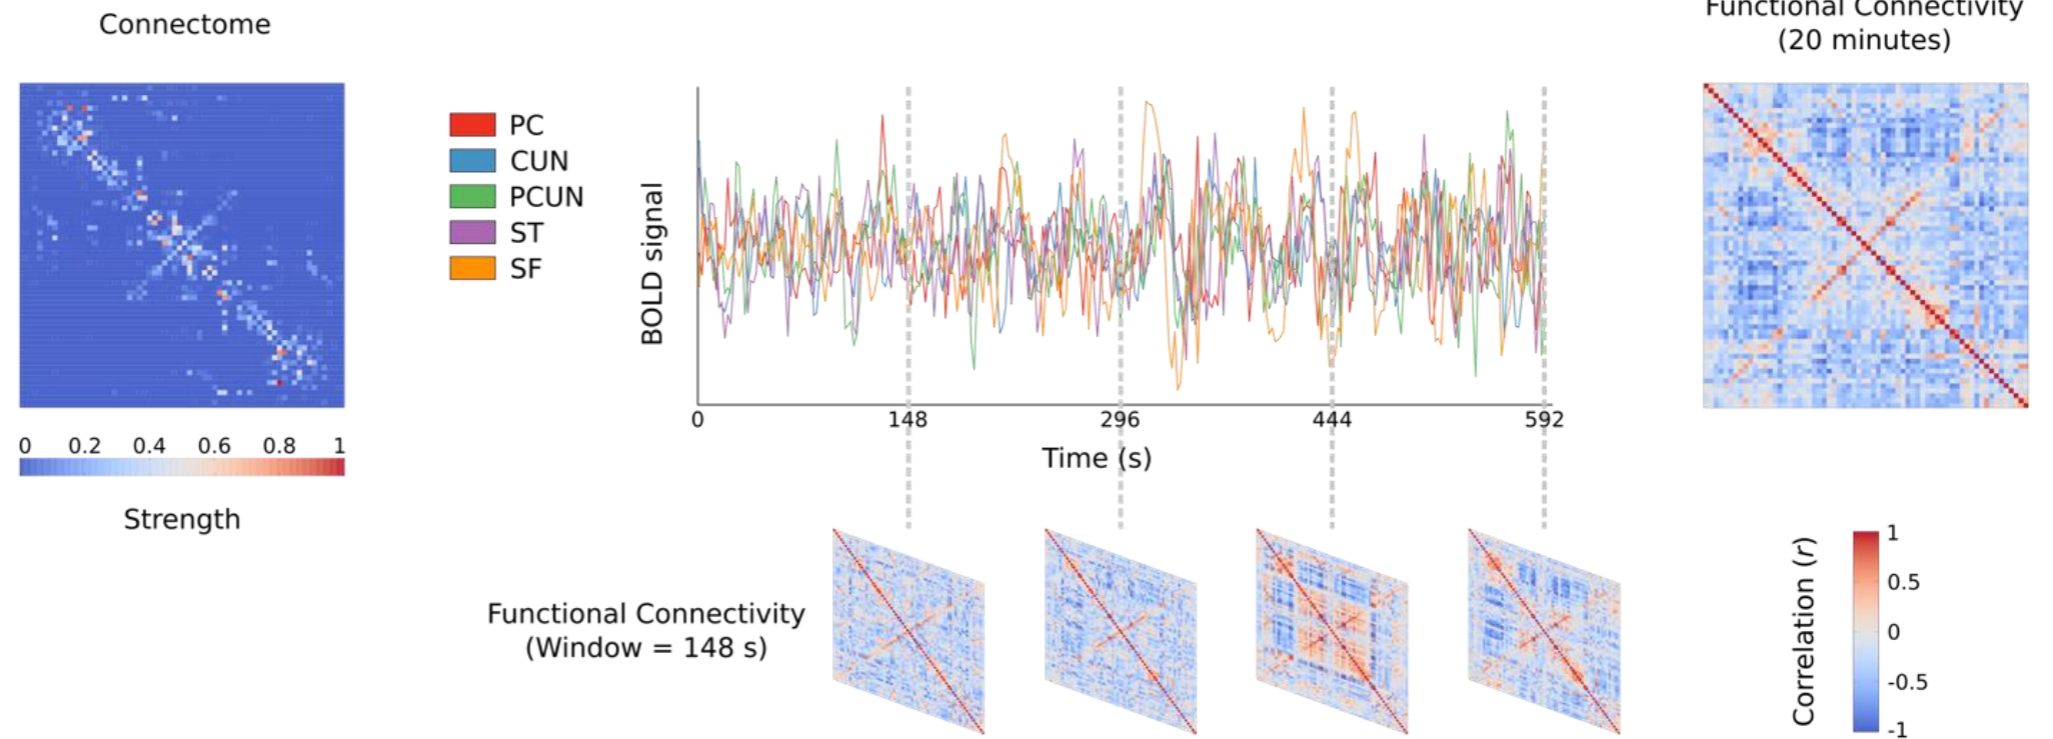 Connectome
0 0.2 0.4 0.6 0.8 1
Strength
PC
CUN
PCUN
ST
SF
BOLD signal
0 148 296 444 592
Time (s)
Functional Connectivity
(Window = 148 s)
Functional Connectivity
(20 minutes)
Correlation (r)
1
0.5
0
-0.5
-1